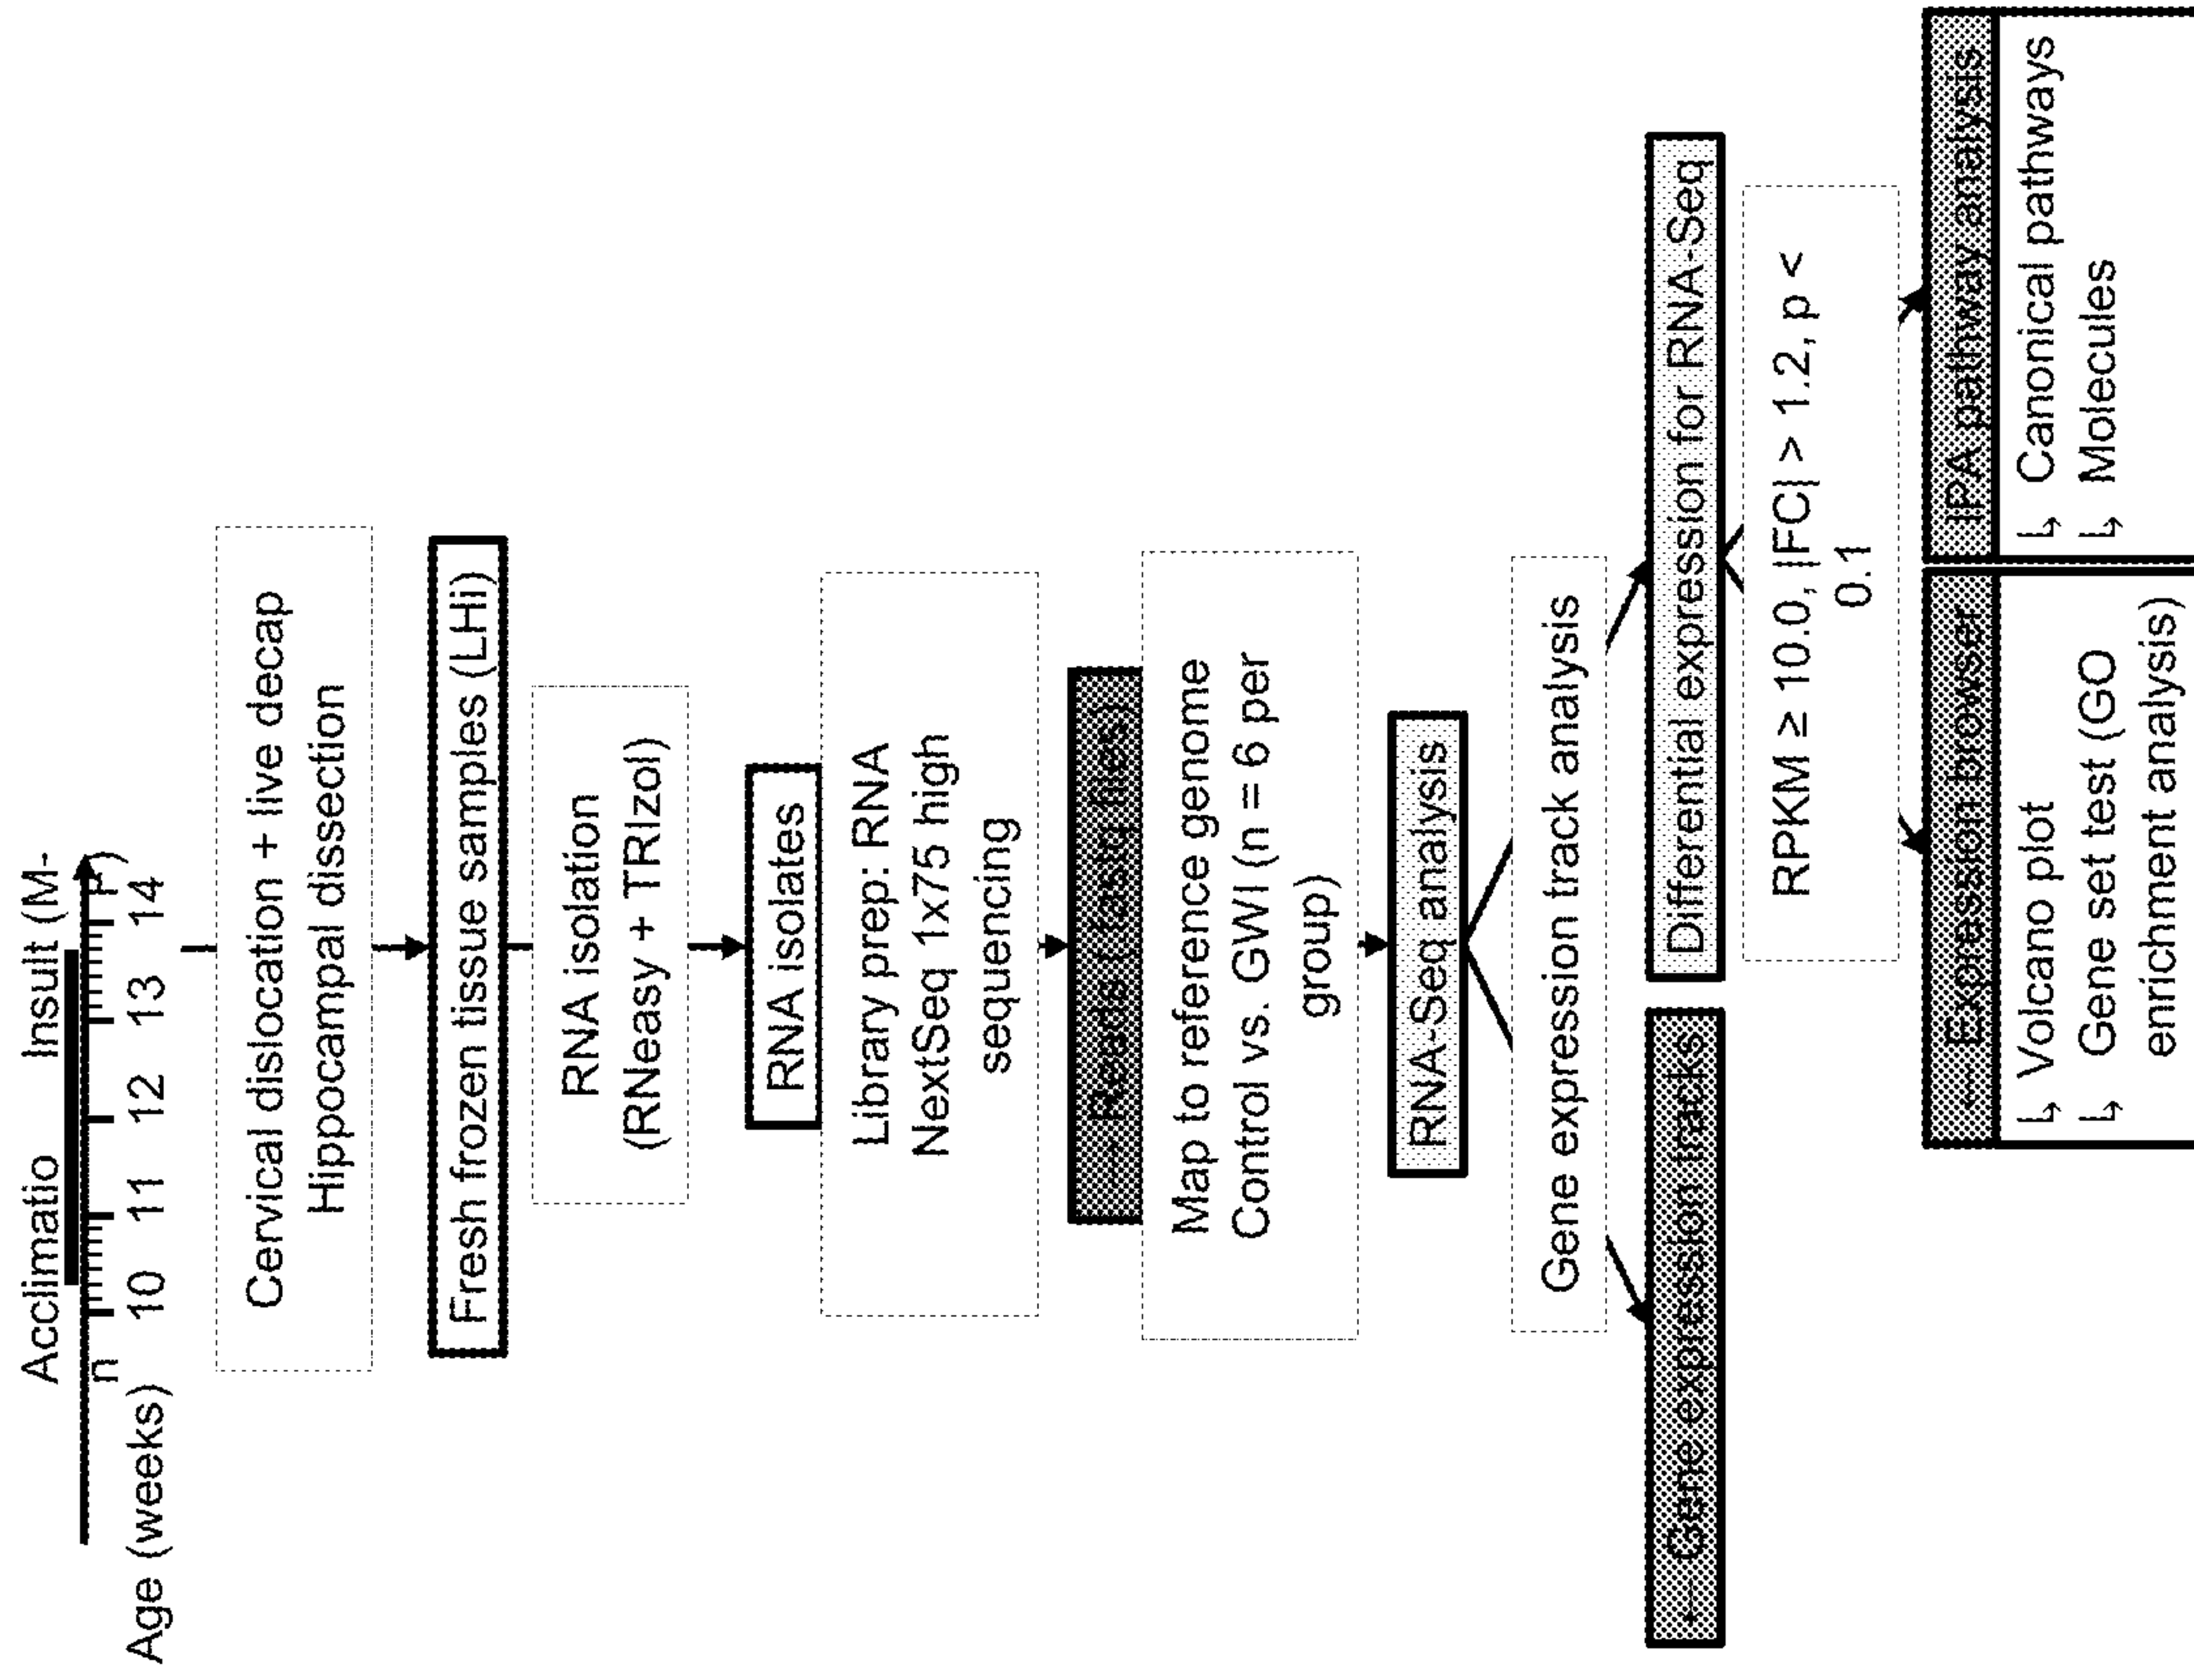 Acclimatio
n
Insult (M-
F)
Age (weeks)
10 11 12 13 14
Cervical dislocation + live decap
Hippocampal dissection
Fresh frozen tissue samples (LHi)
RNA isolation
(RNeasy + TRIzol)
RNA isolates
Library prep: RNA
NextSeq 1x75 high
sequencing
Reads (fastq files)
Map to reference genome
Control vs. GWI (n = 6 per
group)
RNA-Seq analysis
Gene expression track analysis
Gene expression tracks
Differential expression for RNA-Seq
RPKM ≥ 10.0, |FC| > 1.2, p <
0.1
Expression browser
↳ Volcano plot
↳ Gene set test (GO
enrichment analysis)
IPA pathway analysis
↳ Canonical pathways
↳ Molecules